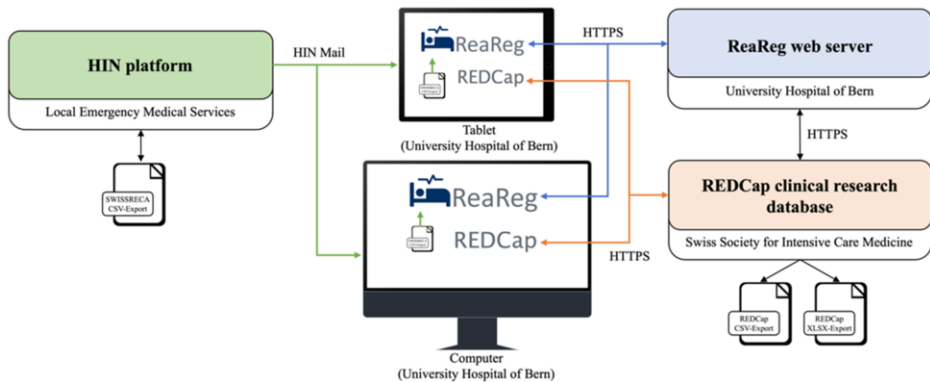 HIN platform
Local Emergency Medical Services
SWISSRECA
CSV-Export
HIN Mail
ReaReg
REDCap
Tablet
(University Hospital of Bern)
ReaReg
REDCap
Computer
(University Hospital of Bern)
HTTPS
HTTPS
ReaReg web server
University Hospital of Bern
HTTPS
REDCap clinical research
database
Swiss Society for Intensive Care Medicine
REDCap
CSV-Export
REDCap
XLSX-Export